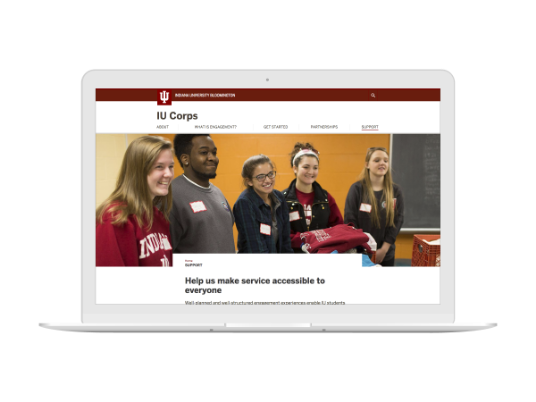 INDIANA UNIVERSITY BLOOMINGTON
IU Corps
ABOUT WHAT IS ENGAGEMENT? GET STARTED PARTNERSHIPS SUPPORT
INDIANA
Home
SUPPORT
Help us make service accessible to
everyone
Well-planned and well-structured engagement experiences enable IU students